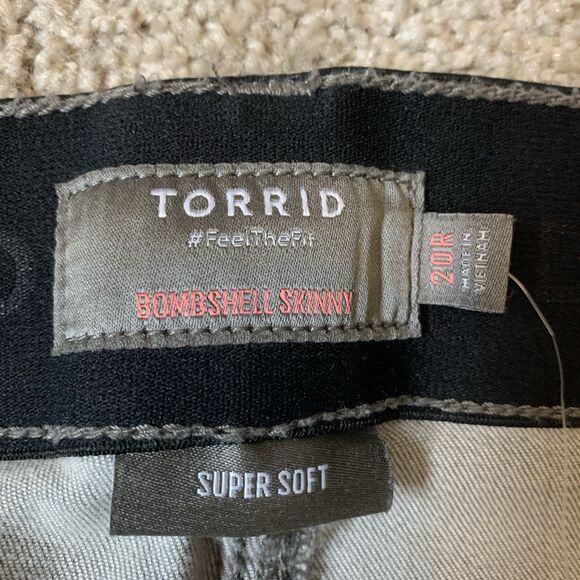 TORRID
#FeelTheFit
BOMBSHELL SKINNY
20R
MADE IN
VIETNAM
SUPER SOFT